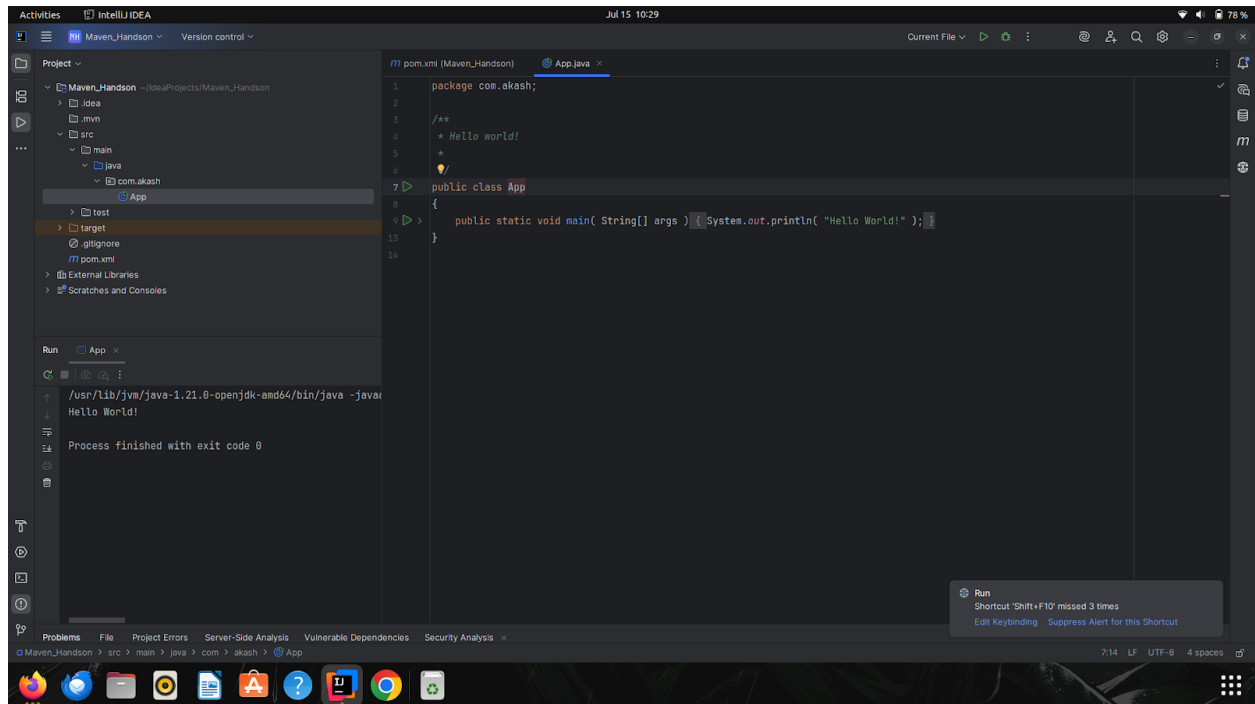 Activities IntelliJ IDEA Jul 15 10:29 78 %
MH Maven_Handson Version control Current File
Project
Maven_Handson ~/IdeaProjects/Maven_Handson
.idea
.mvn
src
main
java
com.akash
App
test
target
.gitignore
m pom.xml
External Libraries
Scratches and Consoles
m pom.xml (Maven_Handson) App.java
1 package com.akash;
2
3 /**
4 * Hello world!
5 *
6 /
7 public class App
8 {
9 public static void main( String[] args ) { System.out.println( "Hello World!" ); }
13 }
14
Run App
/usr/lib/jvm/java-1.21.0-openjdk-amd64/bin/java -javaa
Hello World!
Process finished with exit code 0
Run
Shortcut 'Shift+F10' missed 3 times
Edit Keybinding Suppress Alert for this Shortcut
Problems File Project Errors Server-Side Analysis Vulnerable Dependencies Security Analysis
Maven_Handson > src > main > java > com > akash > App 7:14 LF UTF-8 4 spaces